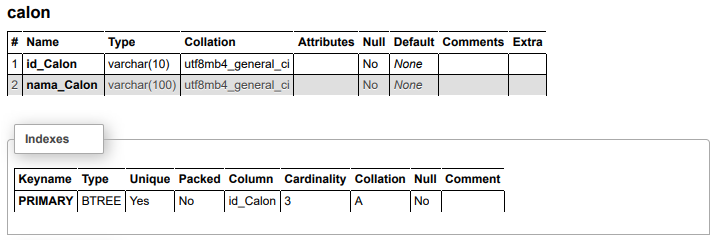 calon
# Name Type Collation Attributes Null Default Comments Extra
1 id_Calon varchar(10) utf8mb4_general_ci No None
2 nama_Calon varchar(100) utf8mb4_general_ci No None
Indexes
Keyname Type Unique Packed Column Cardinality Collation Null Comment
PRIMARY BTREE Yes No id_Calon 3 A No